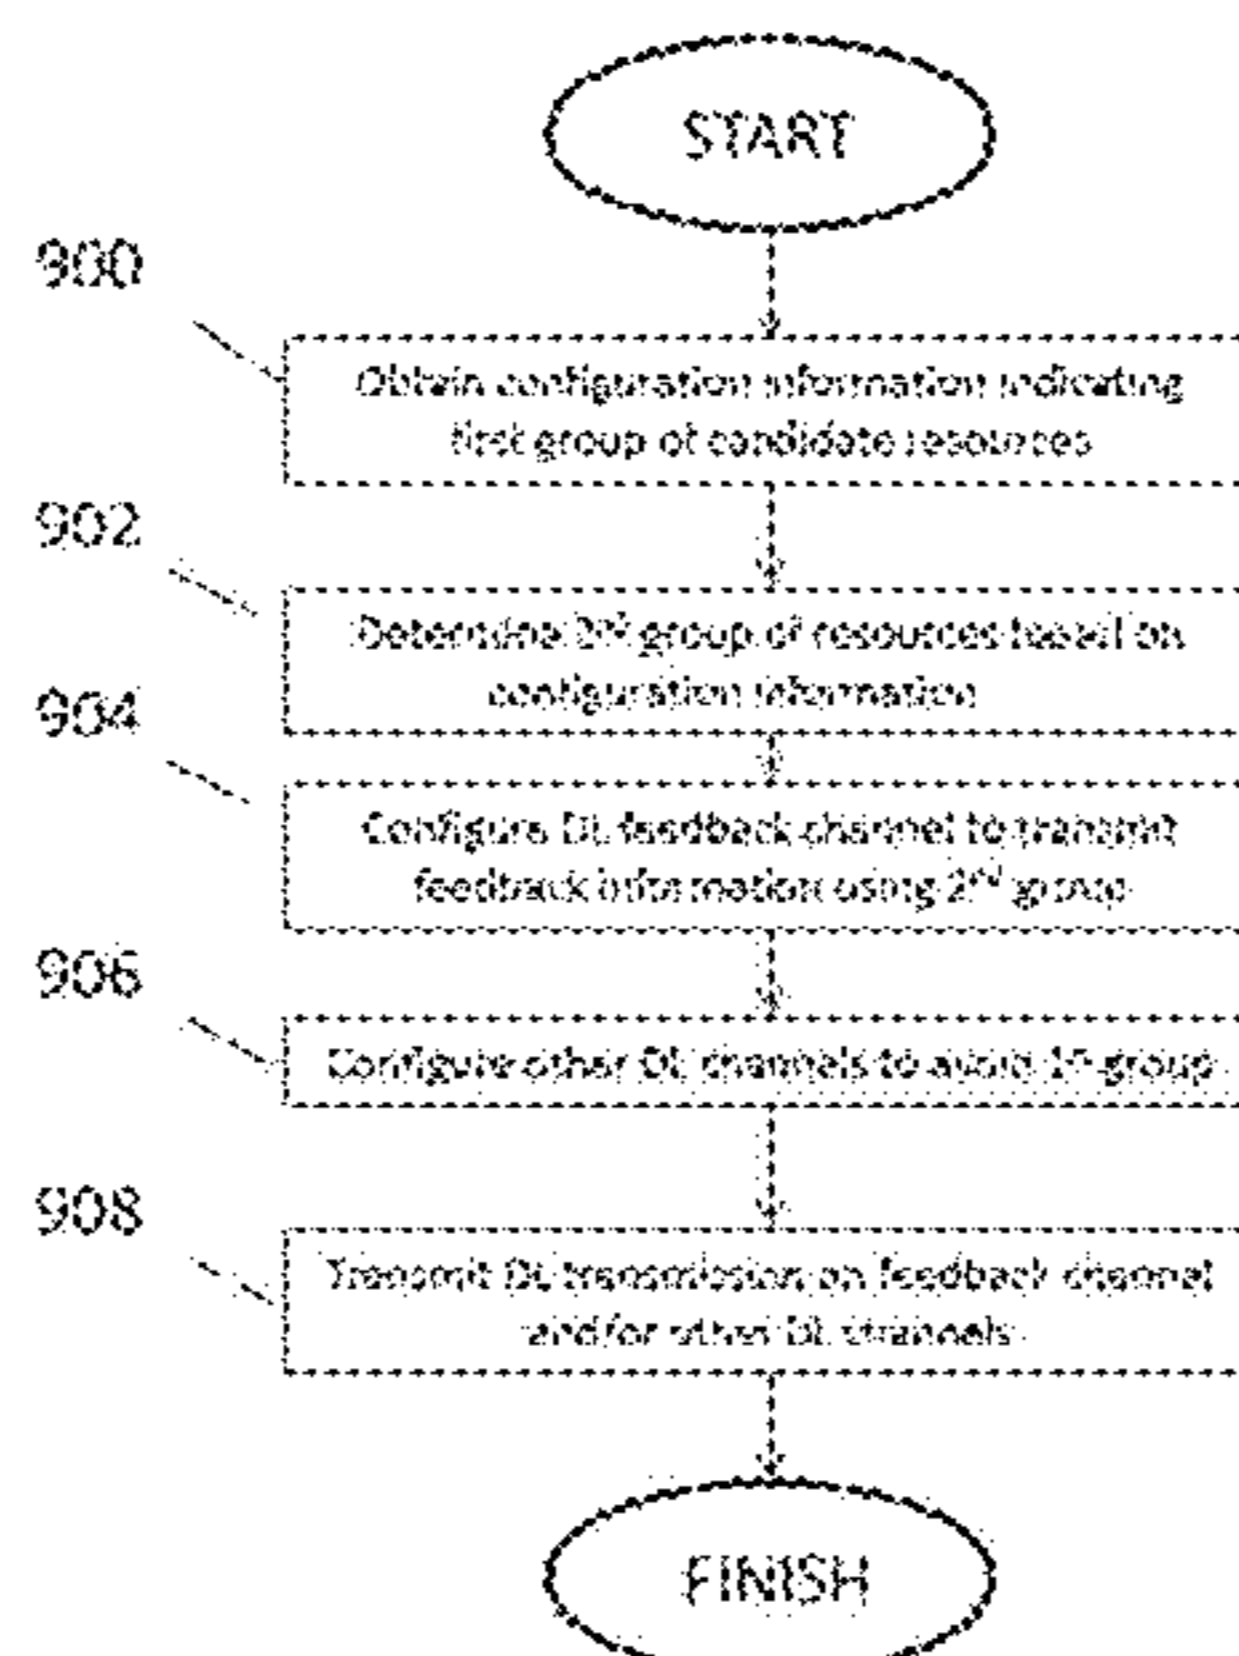 START
900
Obtain configuration information indicating
first group of candidate resources
902
Determine 2nd group of resources based on
configuration information
904
Configure DL feedback channel to transmit
feedback information using 2nd group
906
Configure other DL channels to avoid 1st group
908
Transmit DL transmission on feedback channel
and/or other DL channels
FINISH